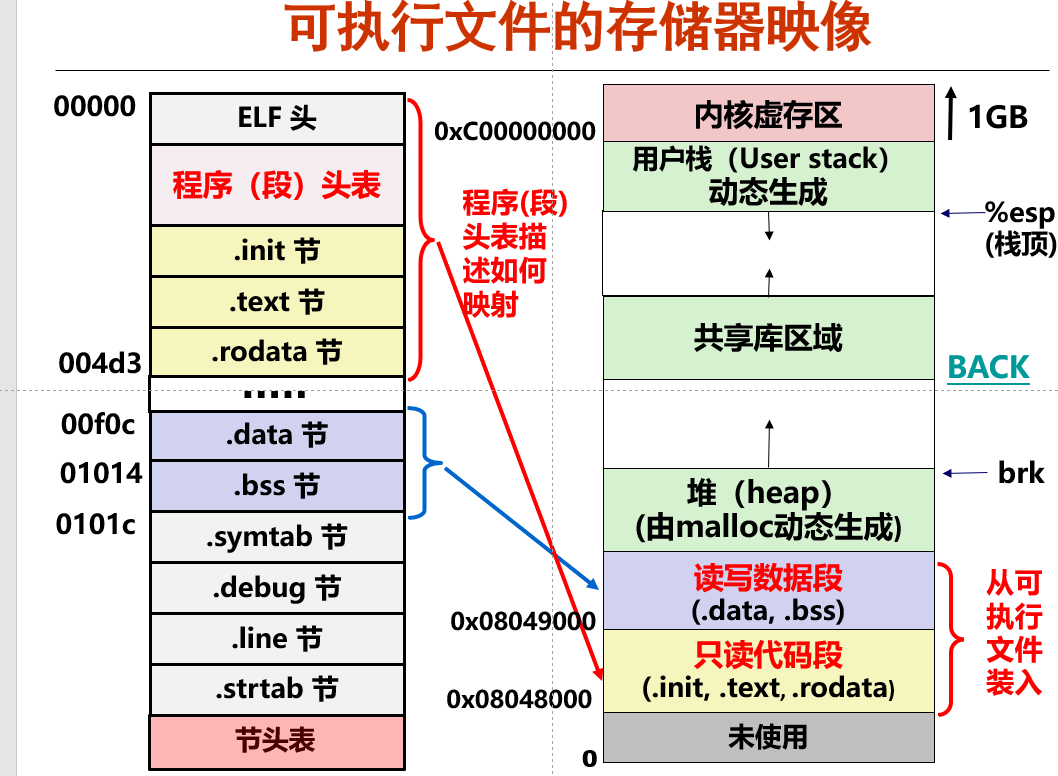 可执行文件的存储器映像
00000
ELF 头
程序（段）头表
.init 节
.text 节
.rodata 节
004d3
.....
00f0c
.data 节
01014
.bss 节
0101c
.symtab 节
.debug 节
.line 节
.strtab 节
节头表
程序(段)
头表描
述如何
映射
0xC00000000
内核虚存区
1GB
用户栈（User stack）
动态生成
%esp
(栈顶)
共享库区域
BACK
brk
堆（heap）
(由malloc动态生成)
读写数据段
(.data, .bss)
0x08049000
只读代码段
(.init, .text, .rodata)
0x08048000
未使用
0
从可
执行
文件
装入